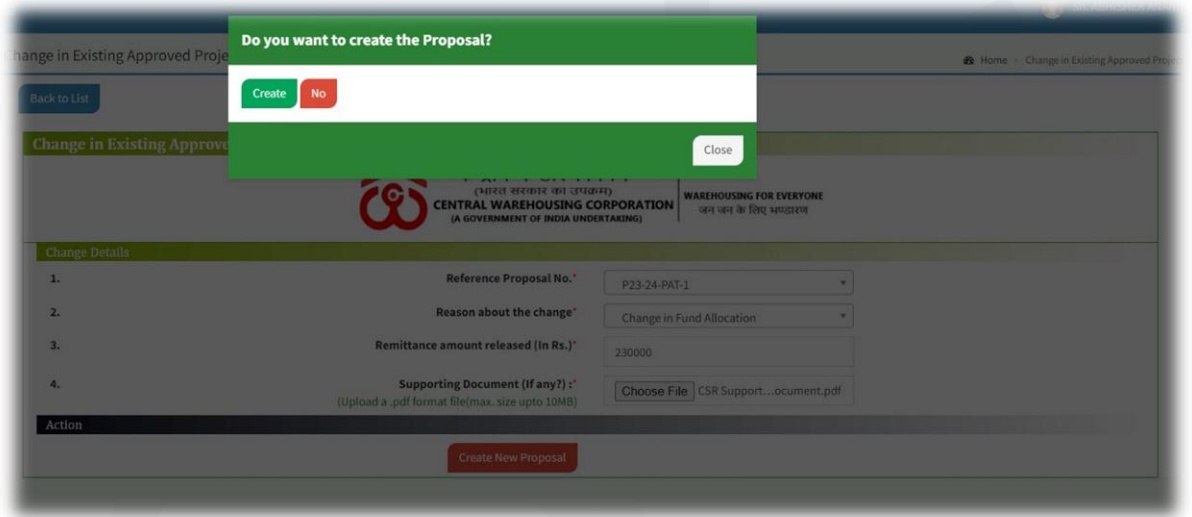 Do you want to create the Proposal?
Change in Existing Approved Proje
Home
Change in Existing Approved Projec
Create No
Back to List
Close
Change in Existing Approve
(भारत सरकार का उपक्रम)
CENTRAL WAREHOUSING CORPORATION
(A GOVERNMENT OF INDIA UNDERTAKING)
WAREHOUSING FOR EVERYONE
जन जन के लिए भण्डारण
Change Details
1. Reference Proposal No.* P23-24-PAT-1
2. Reason about the change* Change in Fund Allocation
3. Remittance amount released (In Rs.)* 230000
4. Supporting Document (If any?) :* Choose File CSR Support...ocument.pdf
(Upload a .pdf format file(max. size upto 10MB)
Action
Create New Proposal